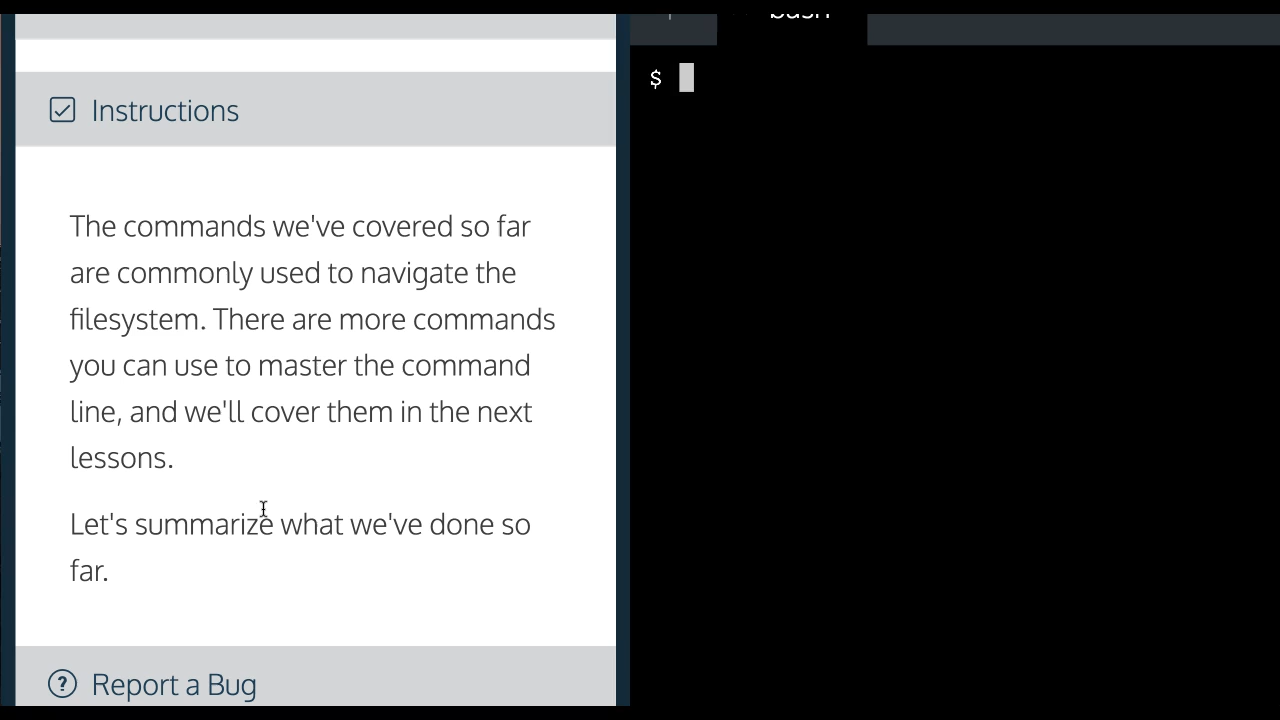 bash
$
Instructions
The commands we've covered so far
are commonly used to navigate the
filesystem. There are more commands
you can use to master the command
line, and we'll cover them in the next
lessons.
Let's summarize what we've done so
far.
Report a Bug